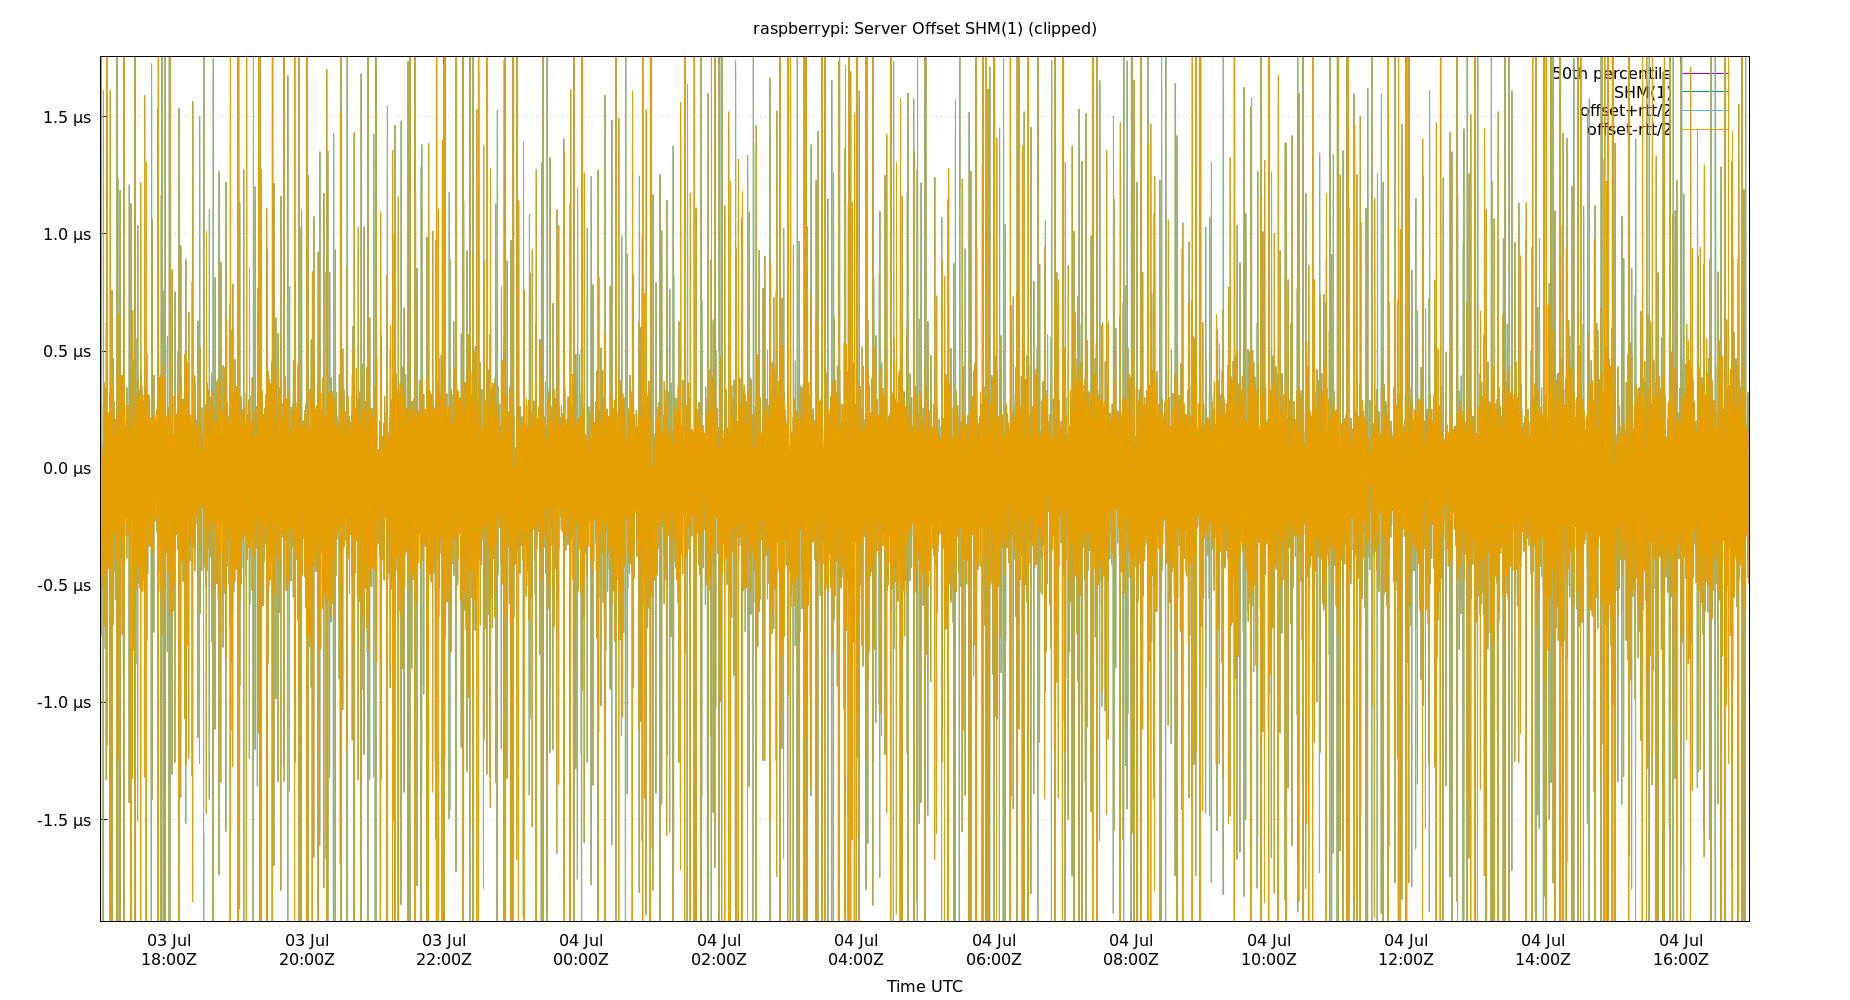 raspberrypi: Server Offset SHM(1) (clipped)
50th percentile
SHM(1)
offset+rtt/2
offset-rtt/2
1.5 µs
1.0 µs
0.5 µs
0.0 µs
-0.5 µs
-1.0 µs
-1.5 µs
03 Jul 03 Jul 03 Jul 04 Jul 04 Jul 04 Jul 04 Jul 04 Jul 04 Jul 04 Jul 04 Jul 04 Jul
18:00Z 20:00Z 22:00Z 00:00Z 02:00Z 04:00Z 06:00Z 08:00Z 10:00Z 12:00Z 14:00Z 16:00Z
Time UTC